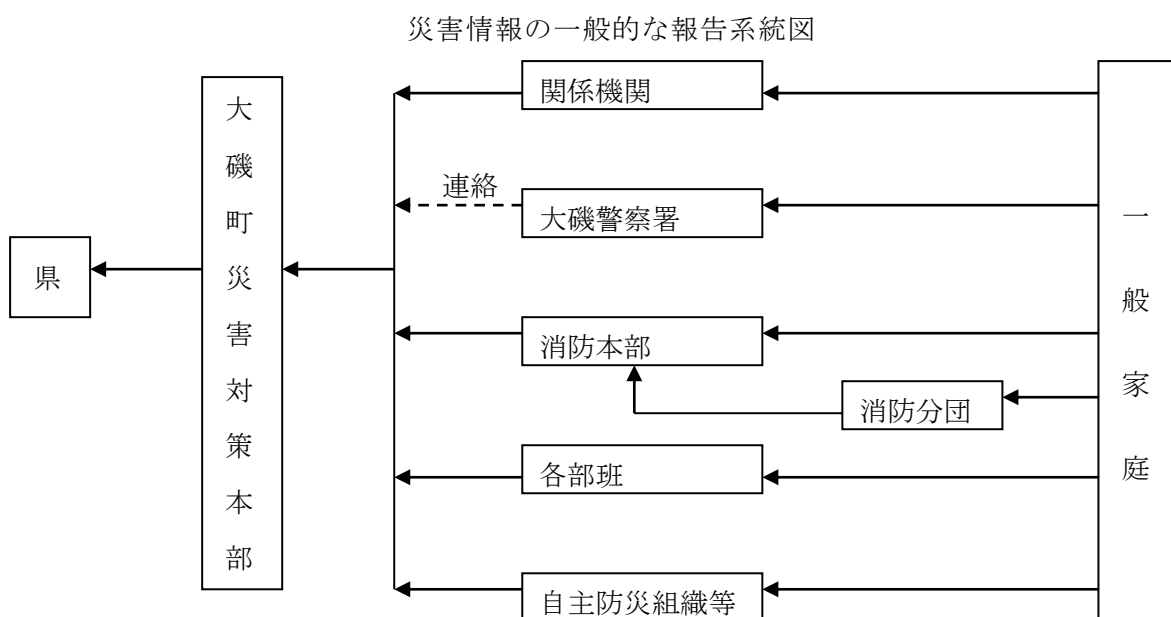 災害情報の一般的な報告系統図
関係機関
連絡
大磯警察署
消防本部
消防分団
各部班
自主防災組織等
大磯町災害対策本部
県
一般家庭